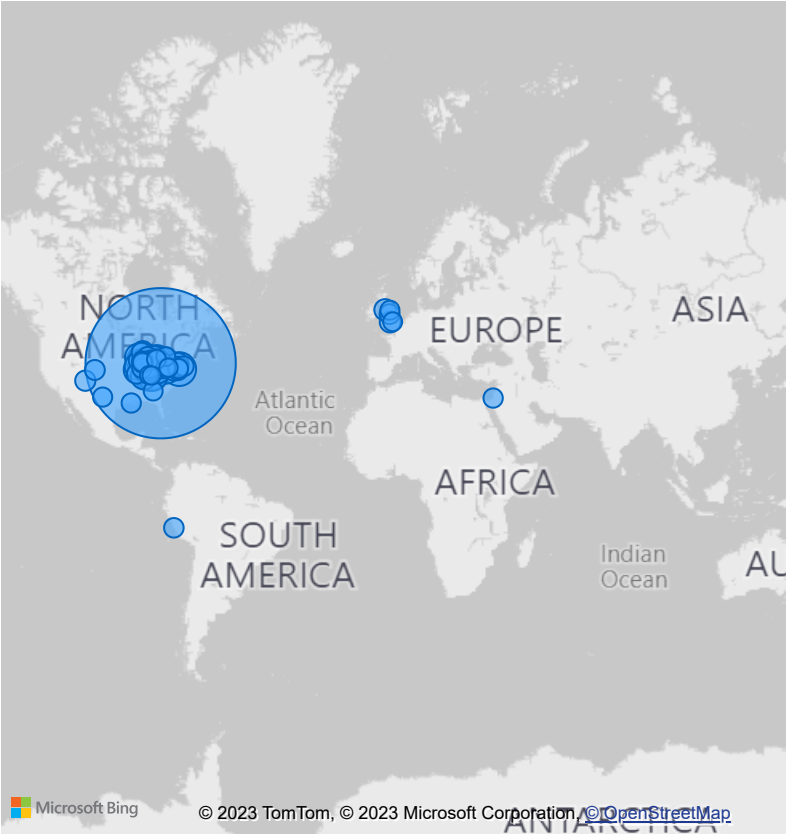 NORTH
AMERICA
ASIA
EUROPE
Atlantic
Ocean
AFRICA
SOUTH
AMERICA
Indian
Ocean
AU
Microsoft Bing
© 2023 TomTom, © 2023 Microsoft Corporation, © OpenStreetMap
ANTARCTICA